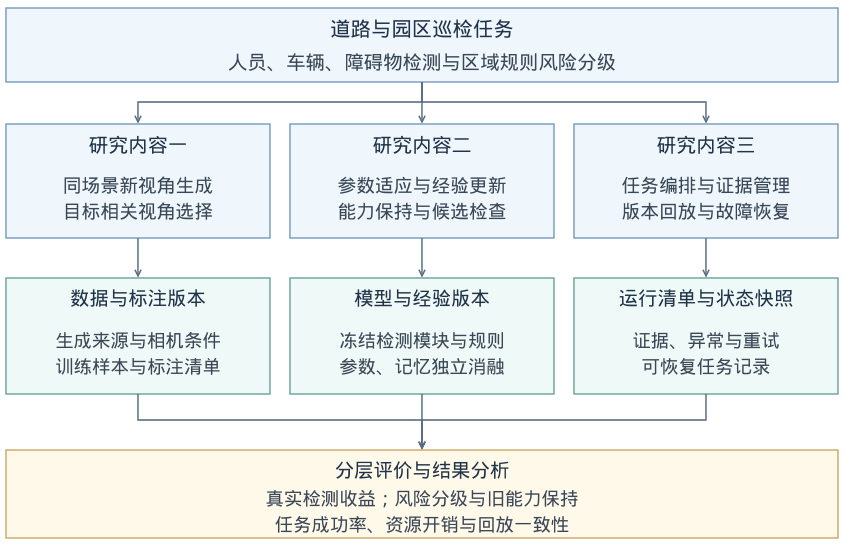 道路与园区巡检任务
人员、车辆、障碍物检测与区域规则风险分级
研究内容一
同场景新视角生成
目标相关视角选择
研究内容二
参数适应与经验更新
能力保持与候选检查
研究内容三
任务编排与证据管理
版本回放与故障恢复
数据与标注版本
生成来源与相机条件
训练样本与标注清单
模型与经验版本
冻结检测模块与规则
参数、记忆独立消融
运行清单与状态快照
证据、异常与重试
可恢复任务记录
分层评价与结果分析
真实检测收益；风险分级与旧能力保持
任务成功率、资源开销与回放一致性